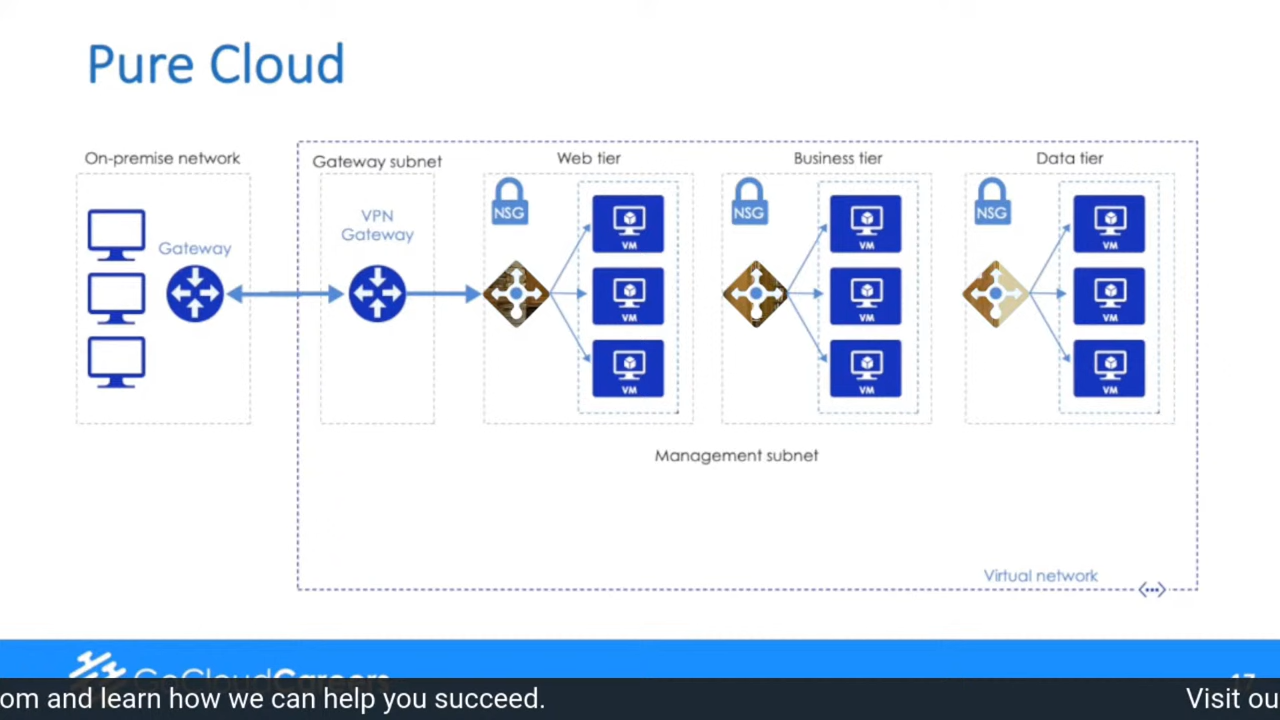 Pure Cloud
On-premise network
Gateway subnet
Web tier
Business tier
Data tier
Gateway
VPN
Gateway
NSG
VM
VM
VM
NSG
VM
VM
VM
NSG
VM
VM
VM
Management subnet
Virtual network
GoCloudCareers
17
om and learn how we can help you succeed.
Visit ou